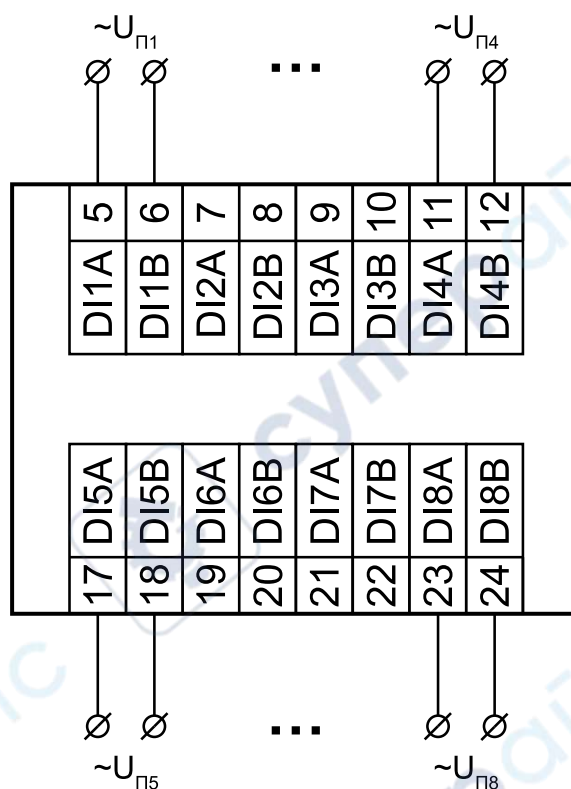 ~UП1 ~UП4
...
5 6 7 8 9 10 11 12
DI1A DI1B DI2A DI2B DI3A DI3B DI4A DI4B
DI5A DI5B DI6A DI6B DI7A DI7B DI8A DI8B
17 18 19 20 21 22 23 24
...
~UП5 ~UП8